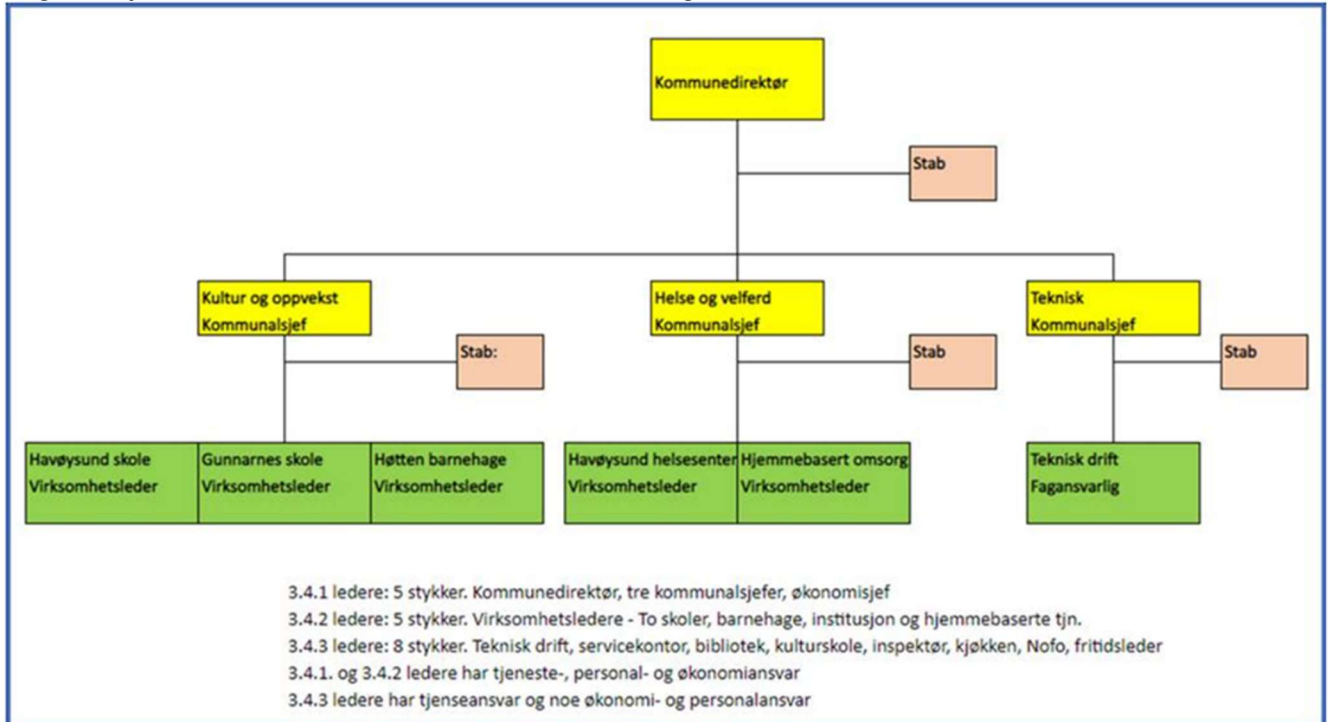 Kommunedirektør
Stab
Kultur og oppvekst
Kommunalsjef
Helse og velferd
Kommunalsjef
Teknisk
Kommunalsjef
Stab:
Stab
Stab
Havøysund skole
Virksomhetsleder
Gunnarnes skole
Virksomhetsleder
Høtten barnehage
Virksomhetsleder
Havøysund helsesenter
Virksomhetsleder
Hjemmebasert omsorg
Virksomhetsleder
Teknisk drift
Fagansvarlig
3.4.1 ledere: 5 stykker. Kommunedirektør, tre kommunalsjefer, økonomisjef
3.4.2 ledere: 5 stykker. Virksomhetsledere - To skoler, barnehage, institusjon og hjemmebaserte tjn.
3.4.3 ledere: 8 stykker. Teknisk drift, servicekontor, bibliotek, kulturskole, inspektør, kjøkken, Nofo, fritidsleder
3.4.1. og 3.4.2 ledere har tjeneste-, personal- og økonomiansvar
3.4.3 ledere har tjenseansvar og noe økonomi- og personalansvar